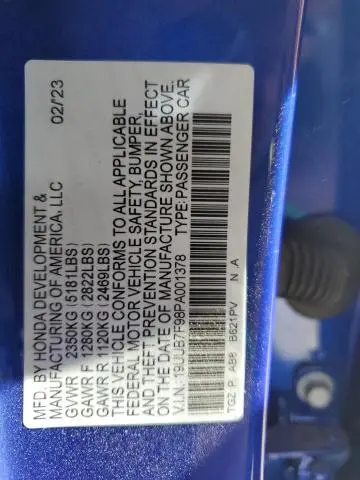 MFD. BY HONDA DEVELOPMENT & 02/23
MANUFACTURING OF AMERICA, LLC
GVWR 2350KG (5181LBS)
GAWR F 1280KG (2822LBS)
GAWR R 1120KG (2469LBS)
THIS VEHICLE CONFORMS TO ALL APPLICABLE
FEDERAL MOTOR VEHICLE SAFETY, BUMPER,
AND THEFT PREVENTION STANDARDS IN EFFECT
ON THE DATE OF MANUFACTURE SHOWN ABOVE.
V.I.N.: 19UUB7F98PA001378 TYPE: PASSENGER CAR
TGZ P ABB B621PV N A